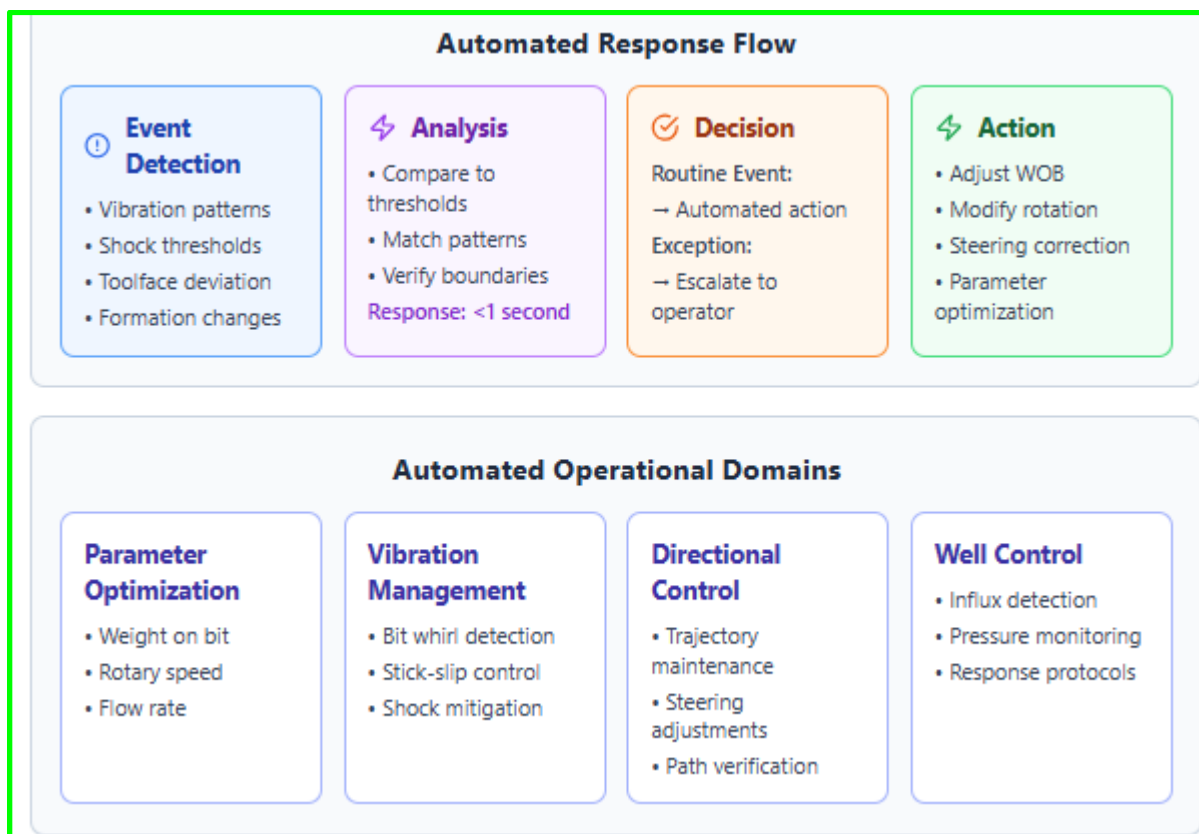 Automated Response Flow
Event
Detection
• Vibration patterns
• Shock thresholds
• Toolface deviation
• Formation changes
Analysis
• Compare to
thresholds
• Match patterns
• Verify boundaries
Response: <1 second
Decision
Routine Event:
→ Automated action
Exception:
→ Escalate to
operator
Action
• Adjust WOB
• Modify rotation
• Steering correction
• Parameter
optimization
Automated Operational Domains
Parameter
Optimization
• Weight on bit
• Rotary speed
• Flow rate
Vibration
Management
• Bit whirl detection
• Stick-slip control
• Shock mitigation
Directional
Control
• Trajectory
maintenance
• Steering
adjustments
• Path verification
Well Control
• Influx detection
• Pressure monitoring
• Response protocols